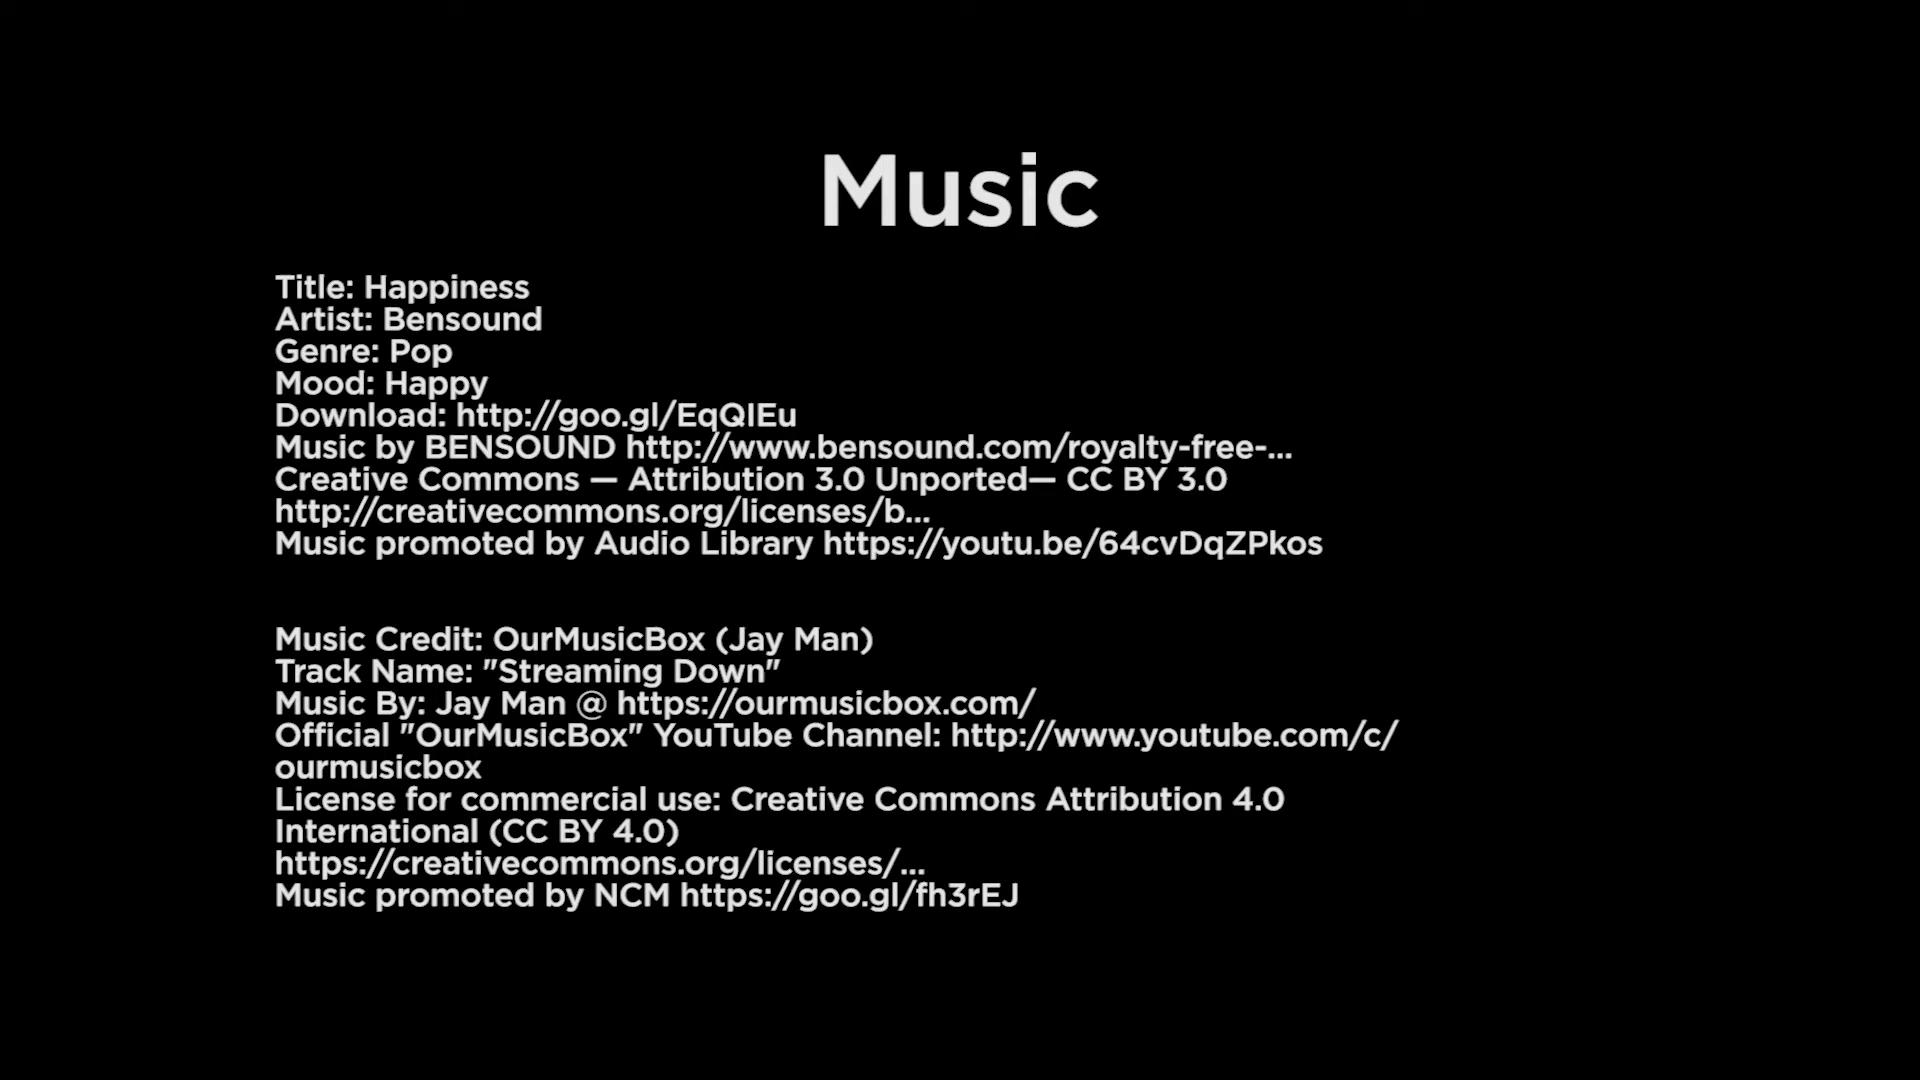 Music
Title: Happiness
Artist: Bensound
Genre: Pop
Mood: Happy
Download: http://goo.gl/EqQIEu
Music by BENSOUND http://www.bensound.com/royalty-free-...
Creative Commons — Attribution 3.0 Unported— CC BY 3.0
http://creativecommons.org/licenses/b...
Music promoted by Audio Library https://youtu.be/64cvDqZPkos
Music Credit: OurMusicBox (Jay Man)
Track Name: "Streaming Down"
Music By: Jay Man @ https://ourmusicbox.com/
Official "OurMusicBox" YouTube Channel: http://www.youtube.com/c/
ourmusicbox
License for commercial use: Creative Commons Attribution 4.0
International (CC BY 4.0)
https://creativecommons.org/licenses/...
Music promoted by NCM https://goo.gl/fh3rEJ